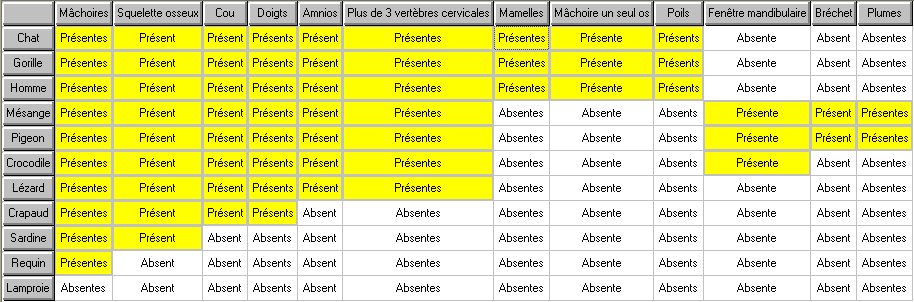 Mâchoires Squelette osseux Cou Doigts Amnios Plus de 3 vertèbres cervicales Mamelles Mâchoire un seul os Poils Fenêtre mandibulaire Bréchet Plumes
Chat Présentes Présent Présent Présents Présent Présentes Présentes Présente Présents Absente Absent Absentes
Gorille Présentes Présent Présent Présents Présent Présentes Présentes Présente Présents Absente Absent Absentes
Homme Présentes Présent Présent Présents Présent Présentes Présentes Présente Présents Absente Absent Absentes
Mésange Présentes Présent Présent Présents Présent Présentes Absentes Absente Absents Présente Présent Présentes
Pigeon Présentes Présent Présent Présents Présent Présentes Absentes Absente Absents Présente Présent Présentes
Crocodile Présentes Présent Présent Présents Présent Présentes Absentes Absente Absents Présente Absent Absentes
Lézard Présentes Présent Présent Présents Présent Présentes Absentes Absente Absents Absente Absent Absentes
Crapaud Présentes Présent Présent Présents Absent Absentes Absentes Absente Absents Absente Absent Absentes
Sardine Présentes Présent Absent Absents Absent Absentes Absentes Absente Absents Absente Absent Absentes
Requin Présentes Absent Absent Absents Absent Absentes Absentes Absente Absents Absente Absent Absentes
Lamproie Absentes Absent Absent Absents Absent Absentes Absentes Absente Absents Absente Absent Absentes